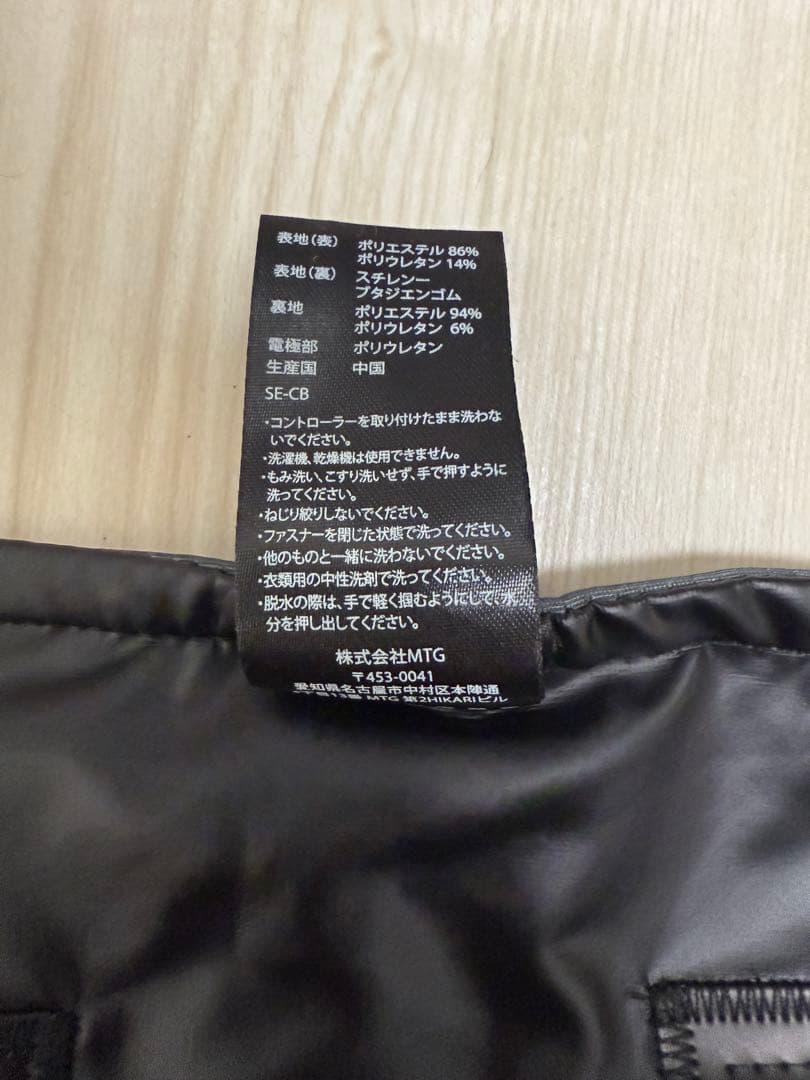 表地(表) ポリエステル 86%
ポリウレタン 14%
表地(裏) スチレンー
ブタジエンゴム
裏地 ポリエステル 94%
ポリウレタン 6%
電極部 ポリウレタン
生産国 中国
SE-CB
・コントローラーを取り付けたまま洗わな
いでください。
・洗濯機、乾燥機は使用できません。
・もみ洗い、こすり洗いせず、手で押すように
洗ってください。
・ねじり絞りしないでください。
・ファスナーを閉じた状態で洗ってください。
・他のものと一緒に洗わないでください。
・衣類用の中性洗剤で洗ってください。
・脱水の際は、手で軽く掴むようにして、水
分を押し出してください。
株式会社MTG
〒453-0041
愛知県名古屋市中村区本陣通
MTG 第2HIKARIビル